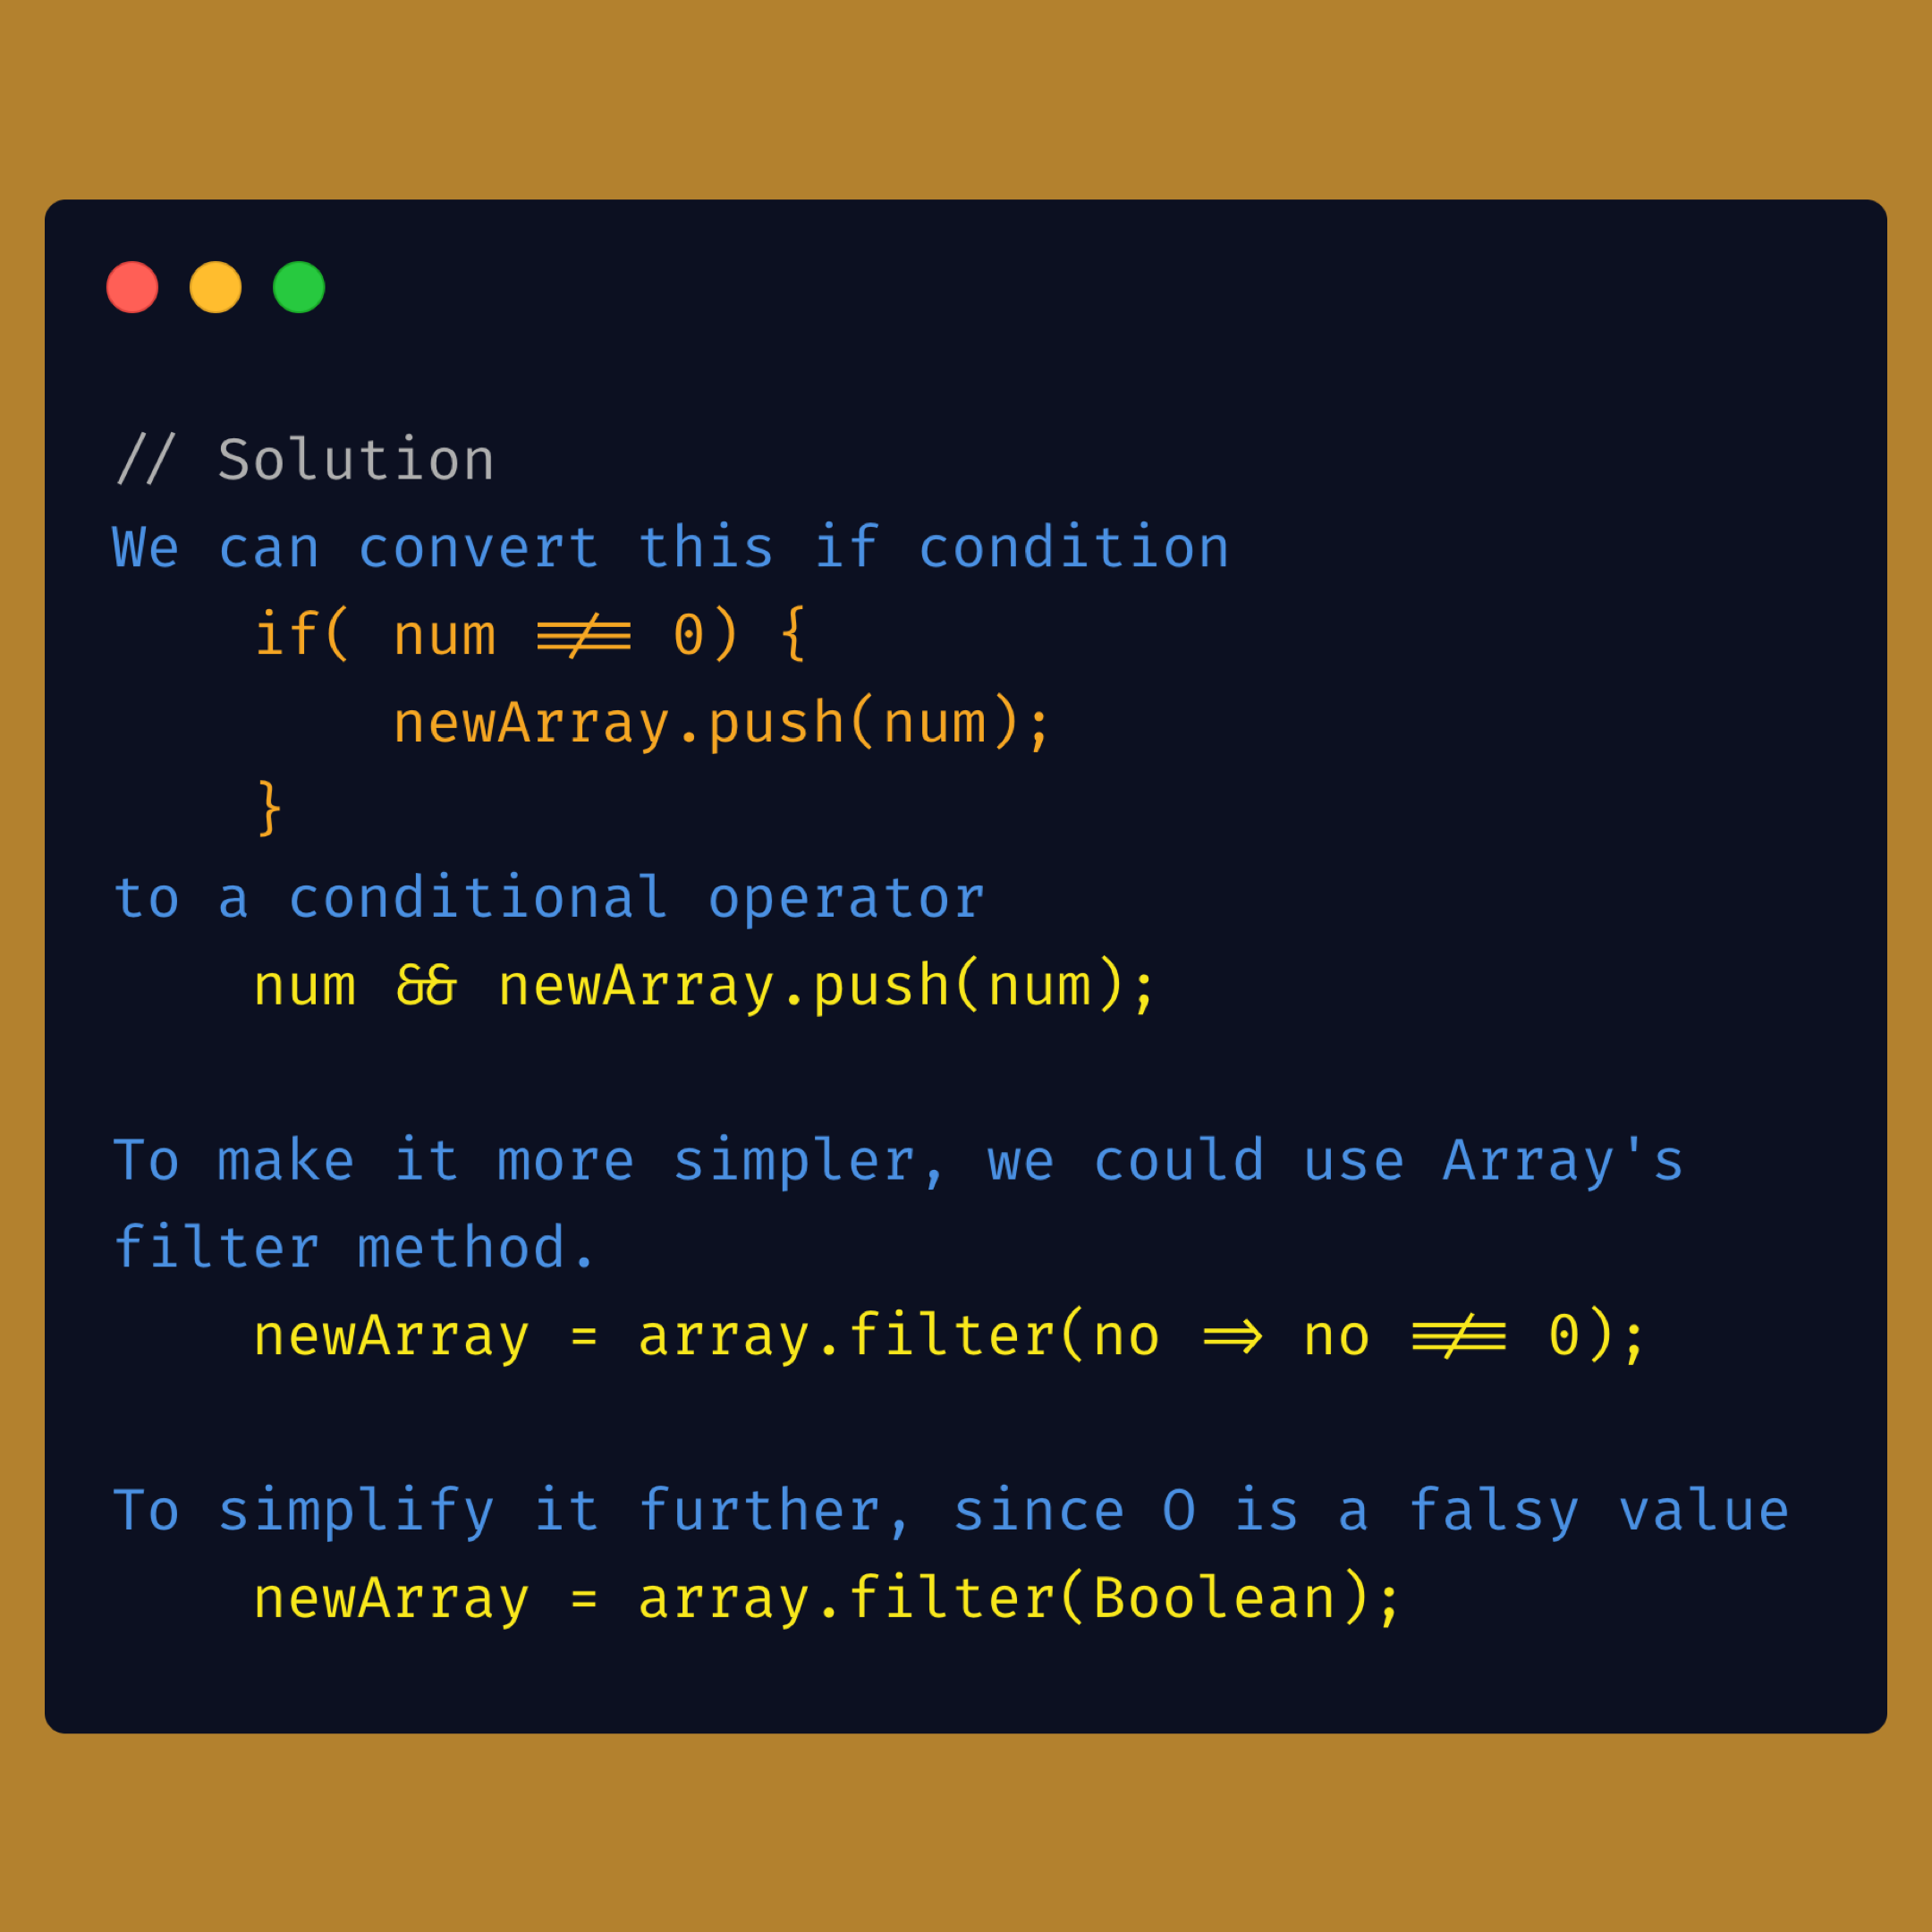 // Solution
We can convert this if condition
    if( num !== 0) {
        newArray.push(num);
    }
to a conditional operator
    num && newArray.push(num);
To make it more simpler, we could use Array's
filter method.
    newArray = array.filter(no => no !== 0);
To simplify it further, since O is a falsy value
    newArray = array.filter(Boolean);